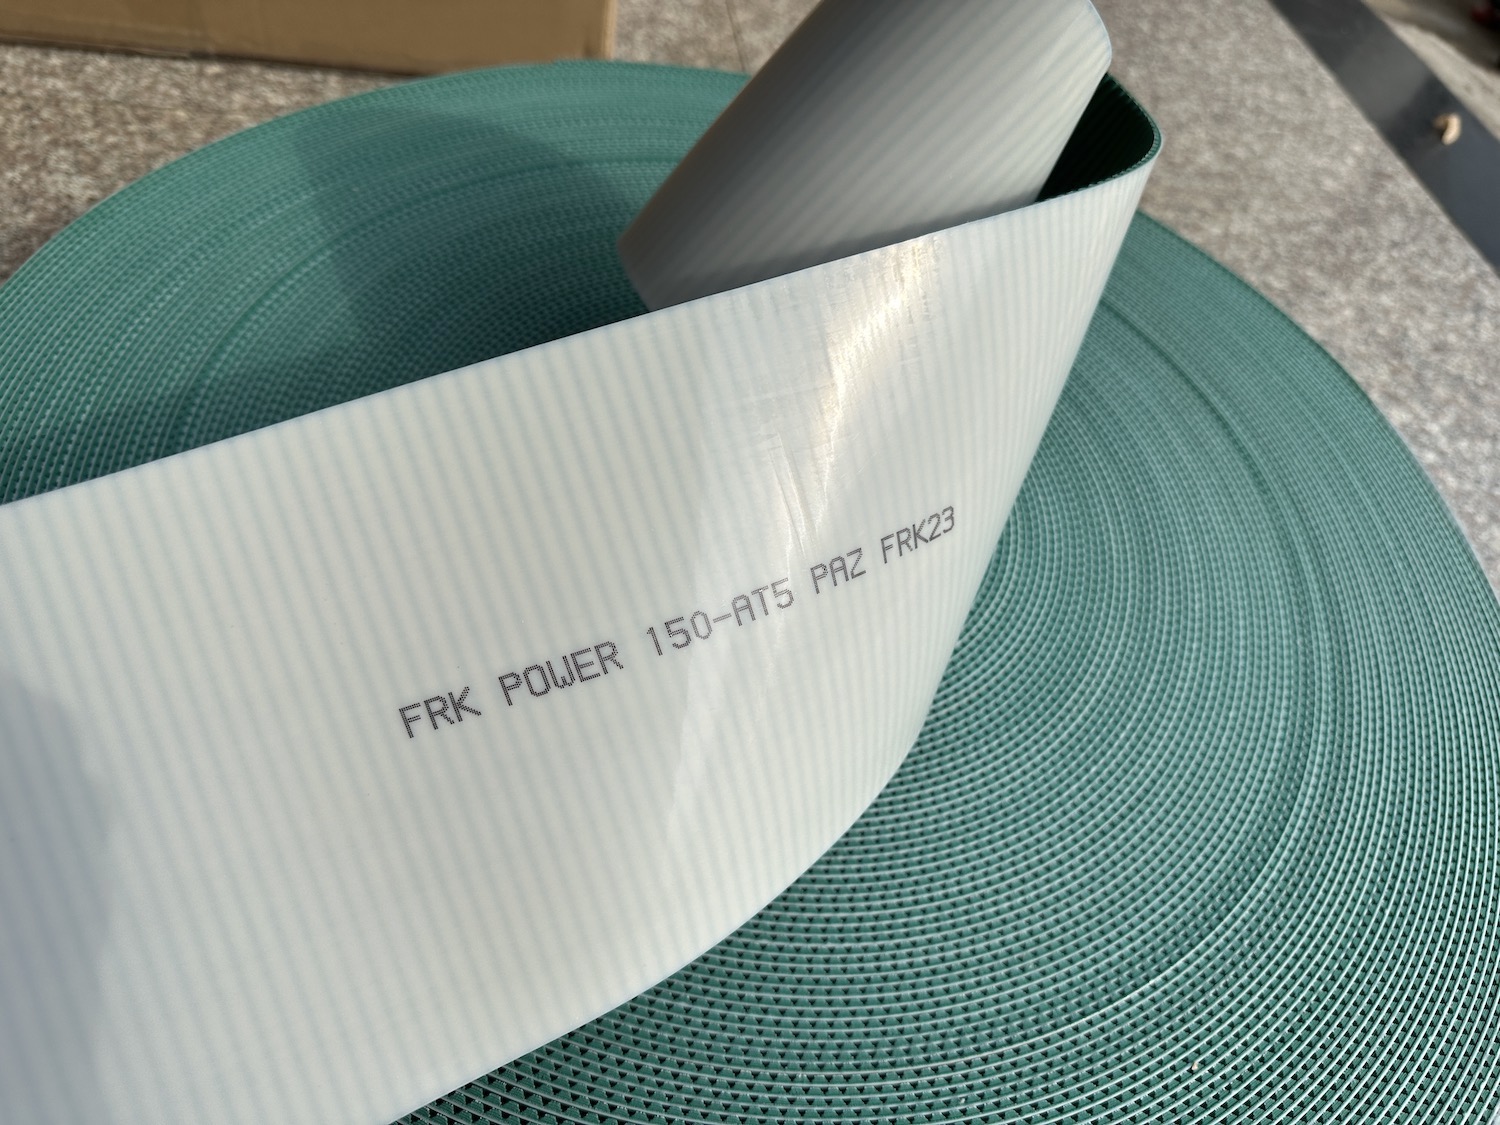 FRK POWER 150-AT5 PAZ FRK23